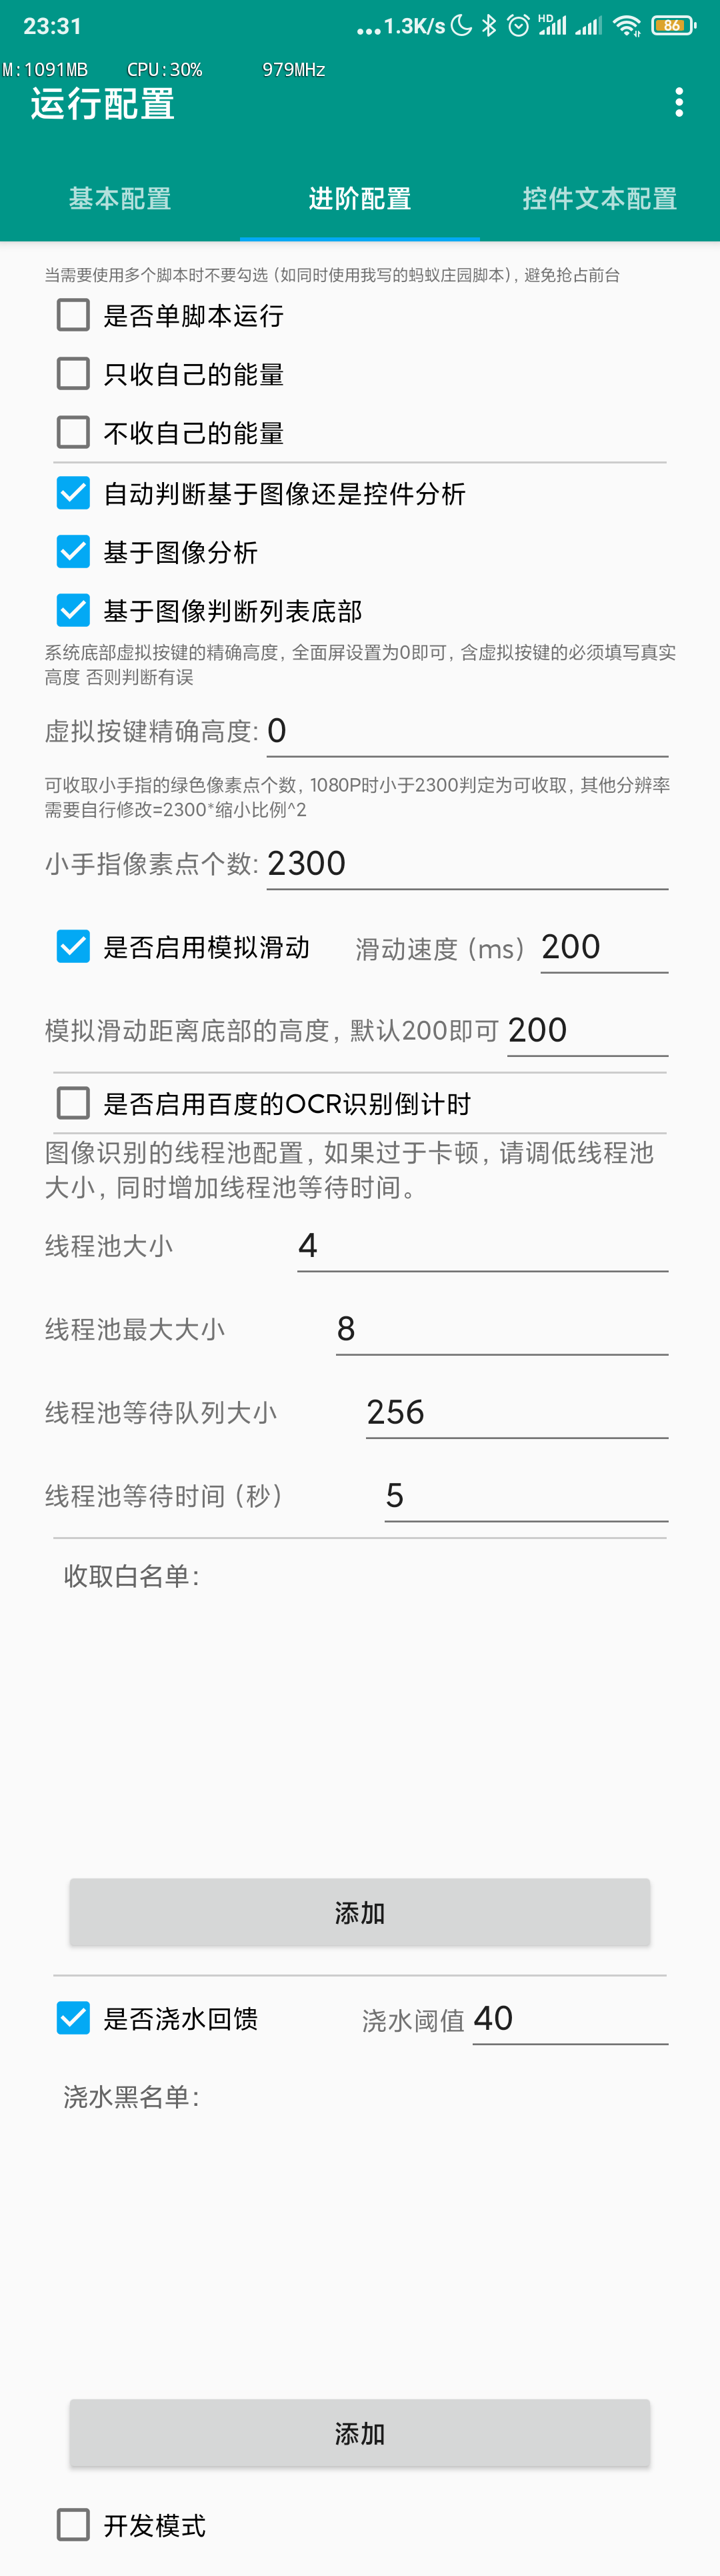 23:31 ...1.3K/s HD 86
M:1091MB CPU:30% 979MHz
运行配置
基本配置 进阶配置 控件文本配置
当需要使用多个脚本时不要勾选 (如同时使用我写的蚂蚁庄园脚本) , 避免抢占前台
是否单脚本运行
只收自己的能量
不收自己的能量
自动判断基于图像还是控件分析
基于图像分析
基于图像判断列表底部
系统底部虚拟按键的精确高度, 全面屏设置为0即可, 含虚拟按键的必须填写真实
高度 否则判断有误
虚拟按键精确高度: 0
可收取小手指的绿色像素点个数, 1080P时小于2300判定为可收取, 其他分辨率
需要自行修改=2300*缩小比例^2
小手指像素点个数: 2300
是否启用模拟滑动 滑动速度 (ms) 200
模拟滑动距离底部的高度, 默认200即可 200
是否启用百度的OCR识别倒计时
图像识别的线程池配置, 如果过于卡顿, 请调低线程池
大小, 同时增加线程池等待时间。
线程池大小 4
线程池最大大小 8
线程池等待队列大小 256
线程池等待时间 (秒) 5
收取白名单:
添加
是否浇水回馈 浇水阈值 40
浇水黑名单:
添加
开发模式